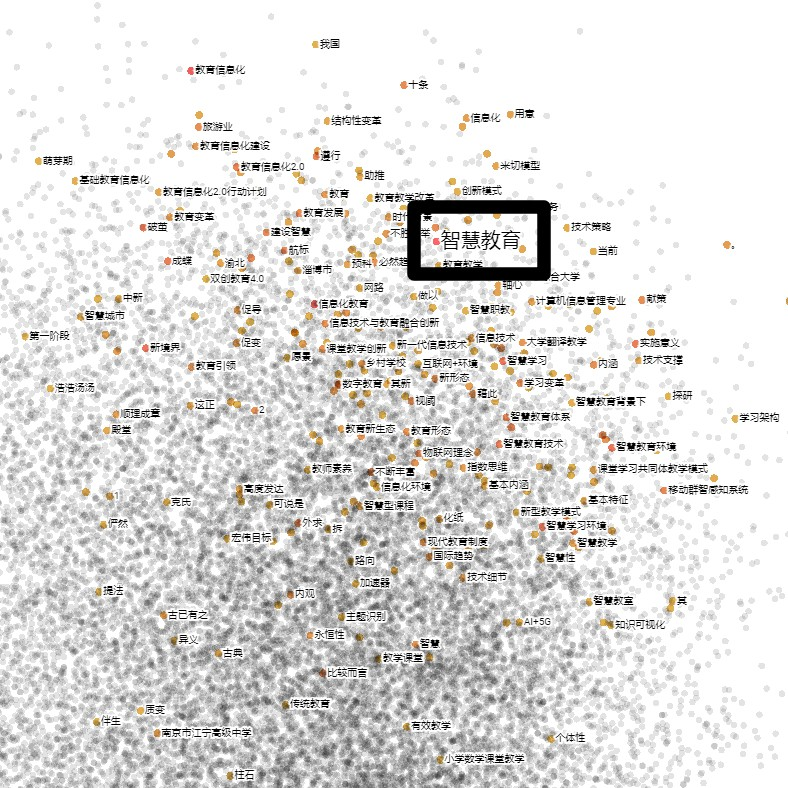 我国
教育信息化
十条
结构性变革
信息化
用意
旅游业
教育信息化建设
遵行
萌芽期
教育信息化2.0
米切模型
基础教育信息化
助推
教育信息化2.0行动计划
教育
教育教学改革
创新模式
教育变革
教育发展
破茧
建设智慧
智慧教育
技术策略
航标
当前
成蝶
渝北
淄博市
预科
必然趋
教育教学
双创教育4.0
网路
做以
轴心
合大学
中新
信息化教育
计算机信息管理专业
献策
智慧城市
促导
智慧职教
信息技术与教育融合创新
第一阶段
促变
信息技术
大学翻译教学
实施意义
新境界
愿景
课堂教学创新
新一代信息技术
教育引领
乡村学校
互联网+环境
智慧学习
内涵
技术支撑
浩浩汤汤
数字教育
其新
新形态
学习变革
藉此
探研
这正
2
视阈
智慧教育背景下
顺理成章
智慧教育体系
学习架构
殿堂
教育新生态
教育形态
智慧教育技术
智慧教育环境
物联网理念
教师素养
不断丰富
指数思维
课堂学习共同体教学模式
高度发达
信息化环境
基本内涵
移动群智感知系统
1
克氏
可说是
智慧型课程
基本特征
俨然
外求
拆
化纸
新型教学模式
智慧学习环境
宏伟目标
现代教育制度
智慧教学
路向
国际趋势
智慧性
提法
加速器
技术细节
内观
智慧教室
其
古已有之
主题识别
AI+5G
知识可视化
异义
永恒性
智慧
古典
教学课堂
比较而言
传统教育
质变
伴生
有效教学
南京市江宁高级中学
个体性
小学数学课堂教学
柱石